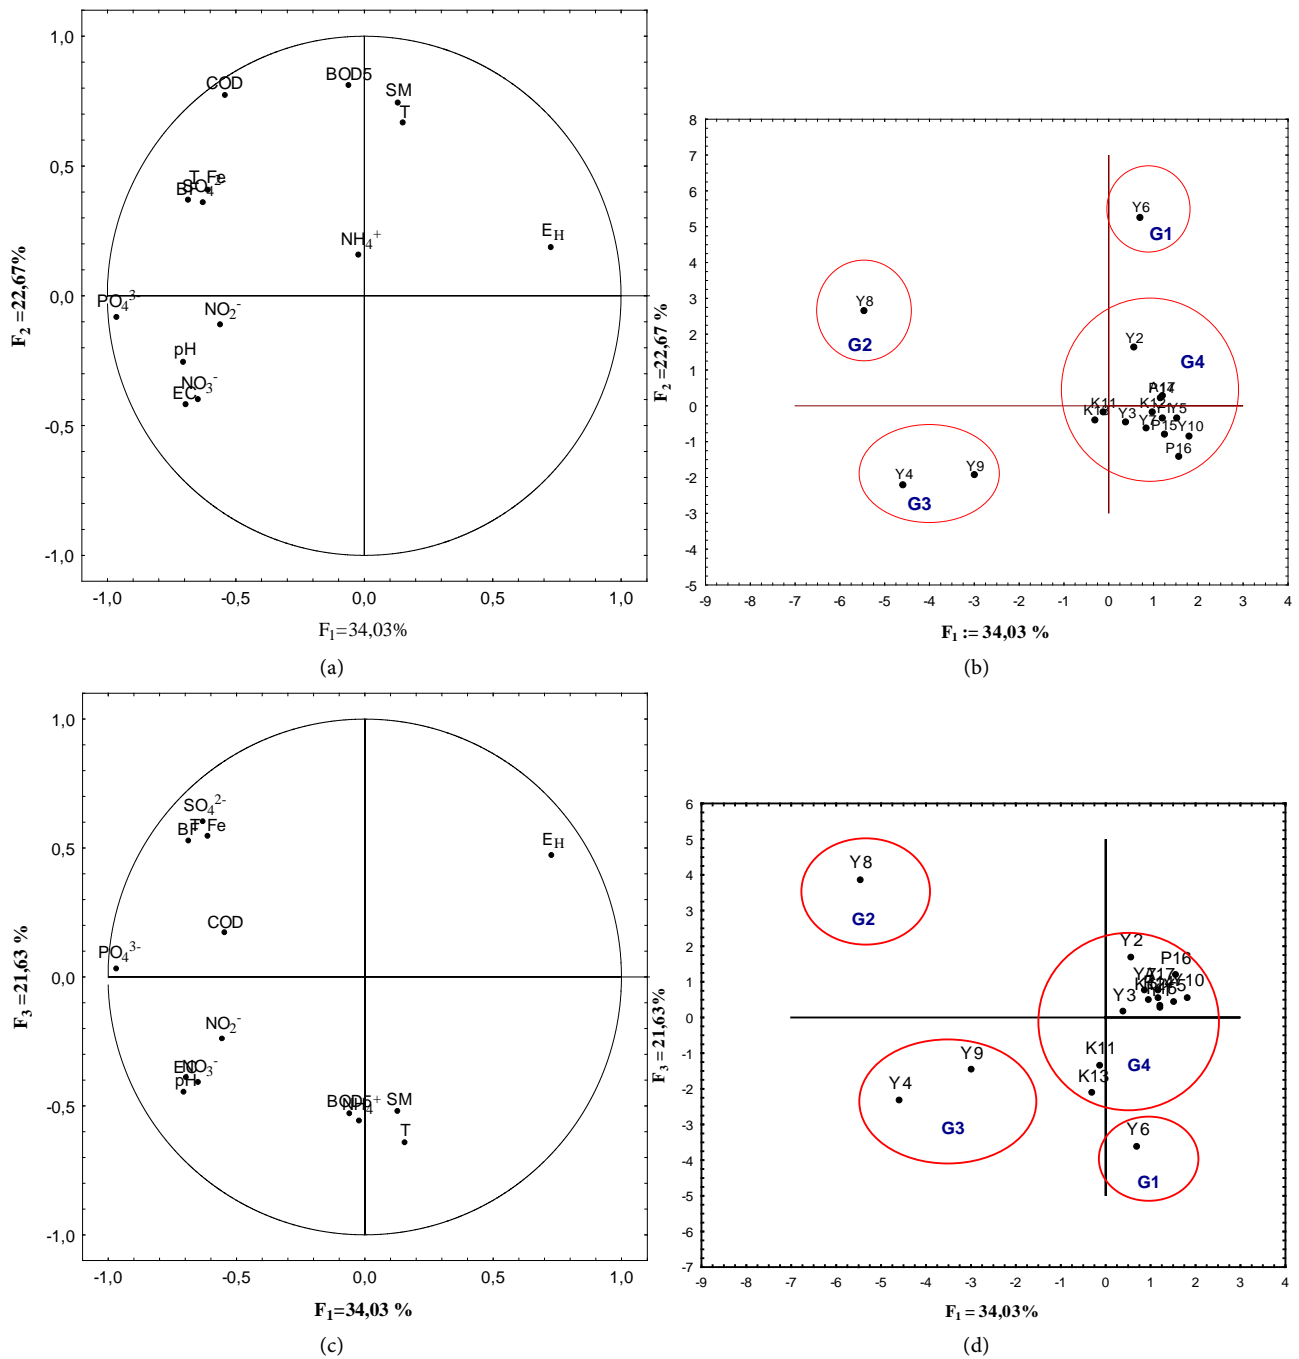 1,0
0,5
0,0
-0,5
-1,0
F2 =22,67%
COD
BOD5
SM
T
T Fe
BF
SO4 2-
NH4 +
EH
PO4 3-
NO2 -
pH
NO3 -
EC
-1,0 -0,5 0,0 0,5 1,0
F1=34,03%
(a)
8
7
6
5
4
3
2
1
0
-1
-2
-3
-4
-5
F2 =22,67 %
Y6
G1
Y8
G2
Y2
G4
A17
K11
K12
K13
Y3
Y5
P15
Y10
P16
Y4
Y9
G3
-9 -8 -7 -6 -5 -4 -3 -2 -1 0 1 2 3 4
F1 := 34,03 %
(b)
1,0
0,5
0,0
-0,5
-1,0
F3 =21,63 %
SO4 2-
BF
T Fe
EH
COD
PO4 3-
NO2 -
EC
NO3 -
pH
BOD5
NH4 +
SM
T
-1,0 -0,5 0,0 0,5 1,0
F1=34,03 %
(c)
6
5
4
3
2
1
0
-1
-2
-3
-4
-5
-6
-7
F3 =21,63%
Y8
G2
Y2
P16
A17
Y10
Y3
K11
G4
K13
Y9
Y4
G3
Y6
G1
-9 -8 -7 -6 -5 -4 -3 -2 -1 0 1 2 3 4
F1 = 34,03%
(d)